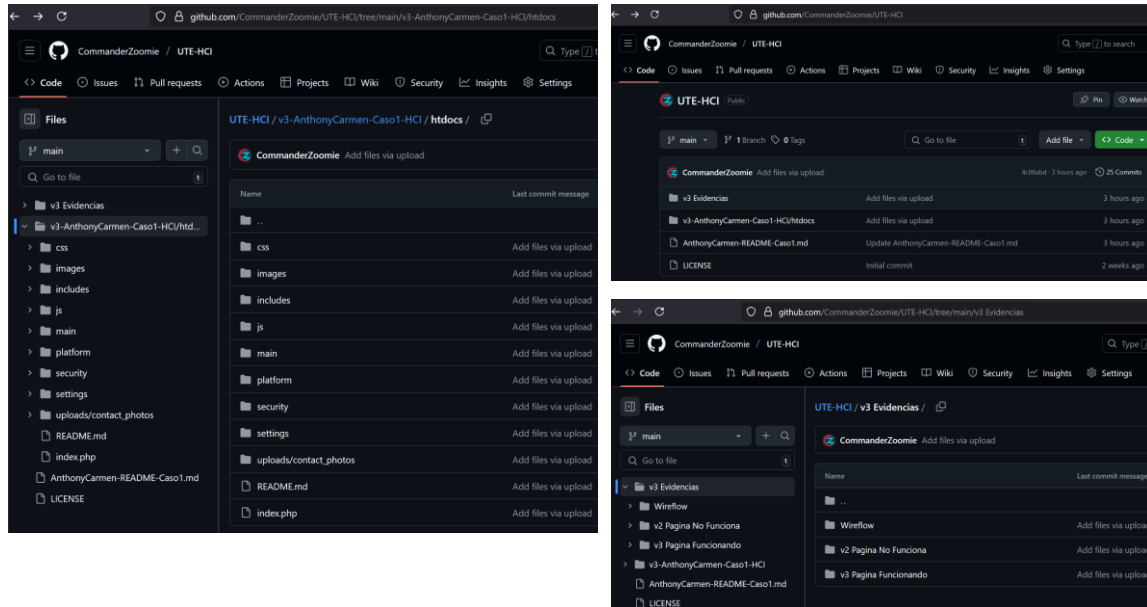 github.com/CommanderZoomie/UTE-HCI/tree/main/v3-AnthonyCarmen-Caso1-HCI/htdocs
CommanderZoomie / UTE-HCI
Type / t
Code Issues Pull requests Actions Projects Wiki Security Insights Settings
Files
main
Go to file t
v3 Evidencias
v3-AnthonyCarmen-Caso1-HCI/htd...
css
images
includes
js
main
platform
security
settings
uploads/contact_photos
README.md
index.php
AnthonyCarmen-README-Caso1.md
LICENSE
UTE-HCI / v3-AnthonyCarmen-Caso1-HCI / htdocs /
CommanderZoomie Add files via upload
Name Last commit message
..
css Add files via upload
images Add files via upload
includes Add files via upload
js Add files via upload
main Add files via upload
platform Add files via upload
security Add files via upload
settings Add files via upload
uploads/contact_photos Add files via upload
README.md Add files via upload
index.php Add files via upload
github.com/CommanderZoomie/UTE-HCI
CommanderZoomie / UTE-HCI
Type / to search
Code Issues Pull requests Actions Projects Wiki Security Insights Settings
UTE-HCI Public Pin Watch
main 1 Branch 0 Tags Go to file t Add file Code
CommanderZoomie Add files via upload 4c98abd · 3 hours ago 25 Commits
v3 Evidencias Add files via upload 3 hours ago
v3-AnthonyCarmen-Caso1-HCI/htdocs Add files via upload 3 hours ago
AnthonyCarmen-README-Caso1.md Update AnthonyCarmen-README-Caso1.md 3 hours ago
LICENSE Initial commit 2 weeks ago
github.com/CommanderZoomie/UTE-HCI/tree/main/v3 Evidencias
CommanderZoomie / UTE-HCI
Type /
Code Issues Pull requests Actions Projects Wiki Security Insights Settings
Files
main
Go to file t
v3 Evidencias
Wireflow
v2 Pagina No Funciona
v3 Pagina Funcionando
v3-AnthonyCarmen-Caso1-HCI
AnthonyCarmen-README-Caso1.md
LICENSE
UTE-HCI / v3 Evidencias /
CommanderZoomie Add files via upload
Name Last commit message
..
Wireflow Add files via upload
v2 Pagina No Funciona Add files via upload
v3 Pagina Funcionando Add files via upload